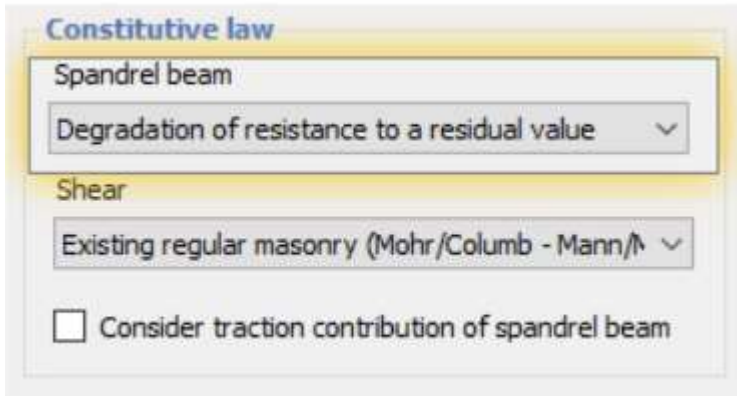 Constitutive law
Spandrel beam
Degradation of resistance to a residual value
Shear
Existing regular masonry (Mohr/Columb - Mann/
Consider traction contribution of spandrel beam